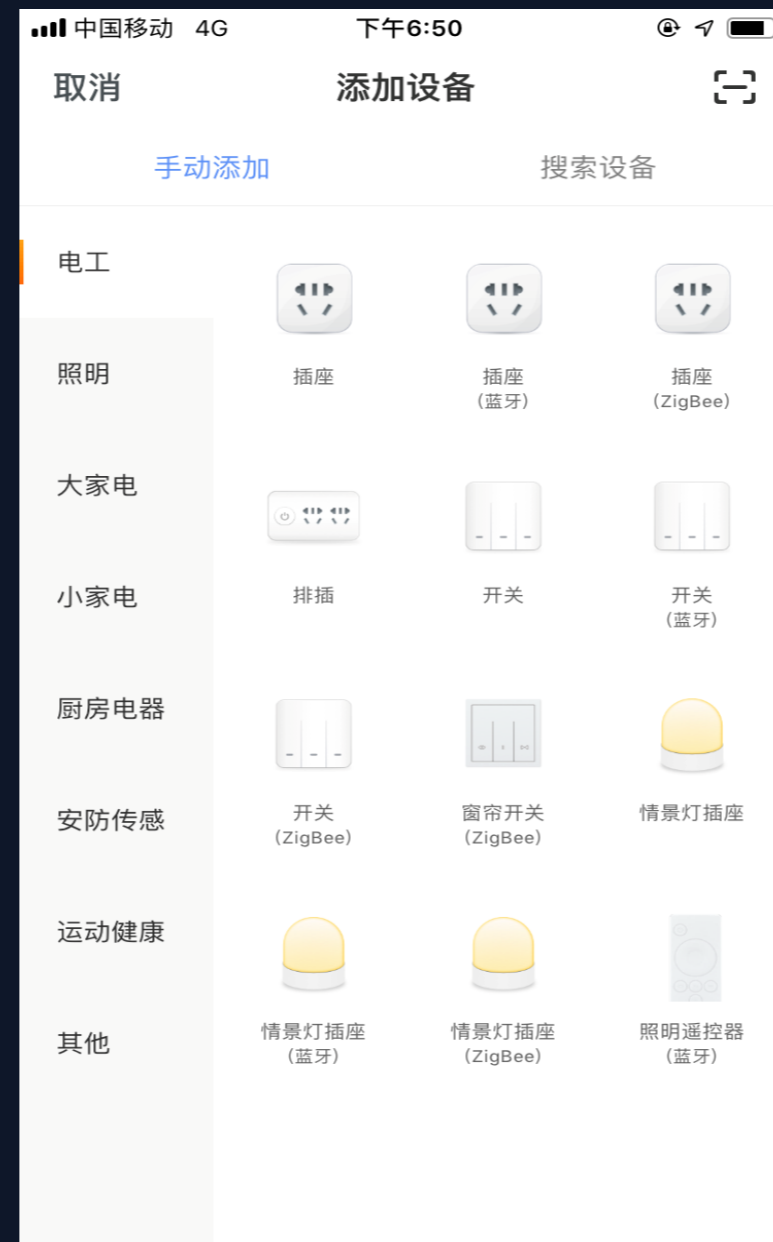 中国移动 4G 下午6:50
取消 添加设备
手动添加 搜索设备
电工
照明
大家电
小家电
厨房电器
安防传感
运动健康
其他
插座 插座 插座
(蓝牙) (ZigBee)
排插 开关 开关
(蓝牙)
开关 窗帘开关 情景灯插座
(ZigBee) (ZigBee)
情景灯插座 情景灯插座 照明遥控器
(蓝牙) (ZigBee) (蓝牙)